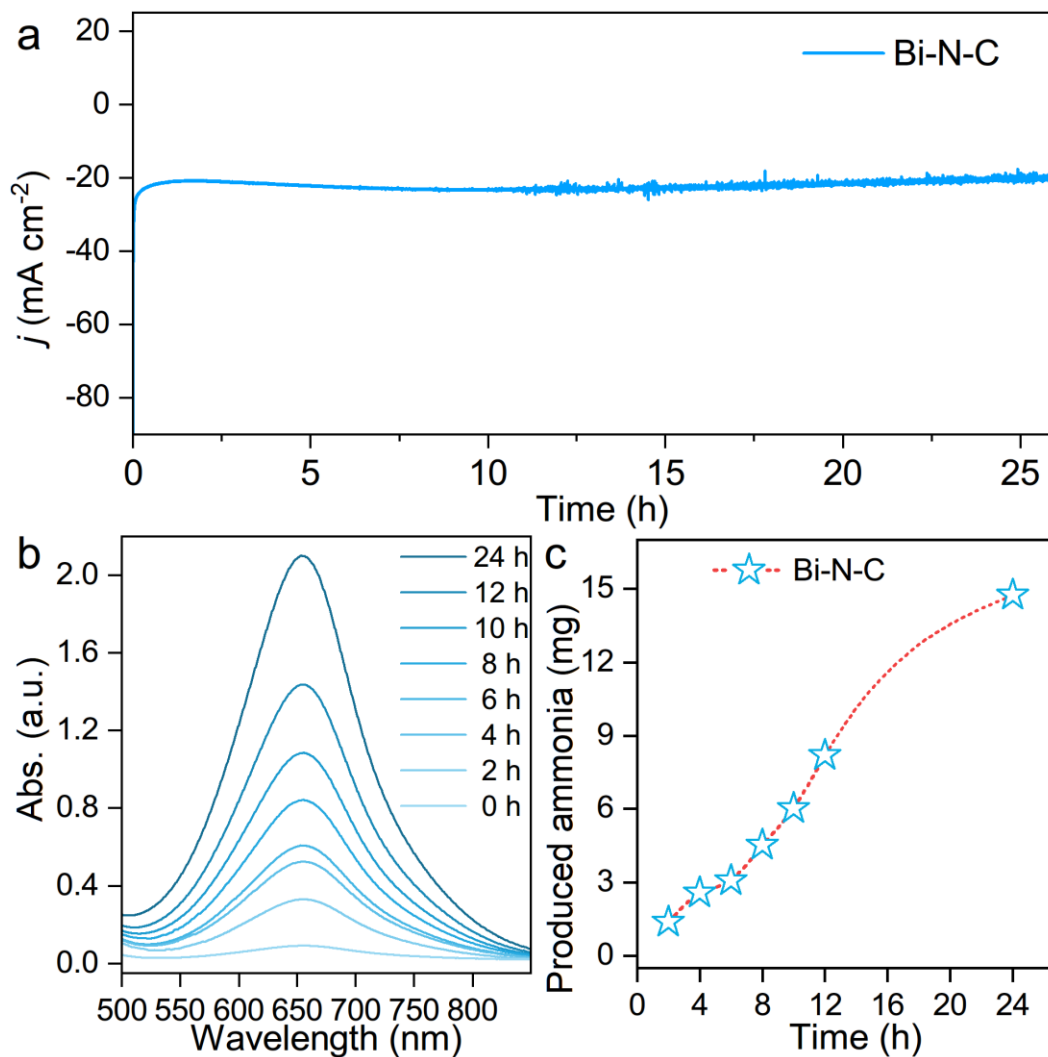 a
Bi-N-C
20
0
-20
-40
-60
-80
j (mA cm-2)
0 5 10 15 20 25
Time (h)
b
24 h
12 h
10 h
8 h
6 h
4 h
2 h
0 h
2.0
1.6
1.2
0.8
0.4
0.0
Abs. (a.u.)
500 550 600 650 700 750 800
Wavelength (nm)
c
Bi-N-C
15
12
9
6
3
0
Produced ammonia (mg)
0 4 8 12 16 20 24
Time (h)